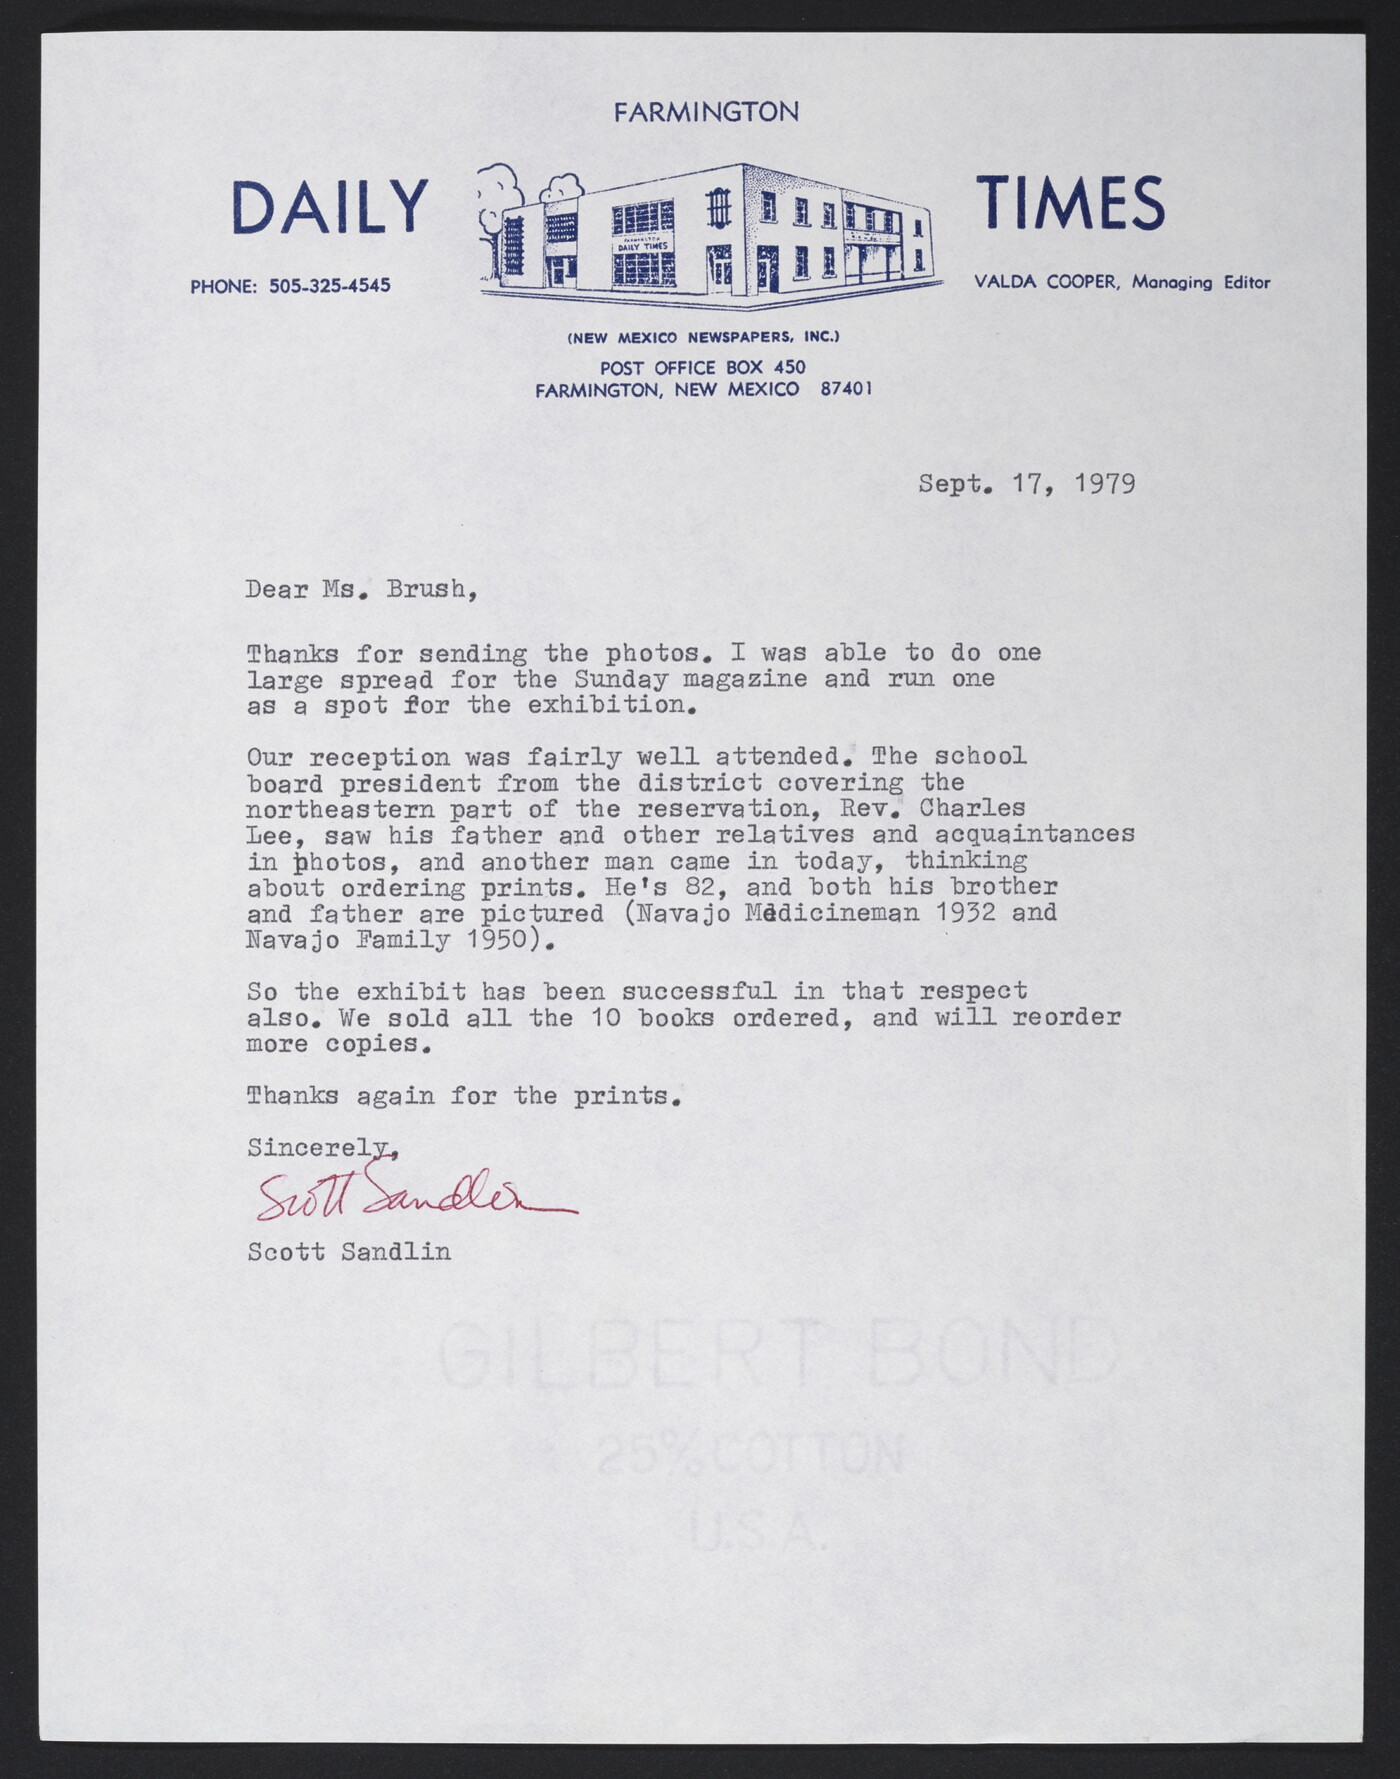 FARMINGTON
DAILY TIMES
FARMINGTON
DAILY TIMES
PHONE: 505-325-4545
VALDA COOPER, Managing Editor
(NEW MEXICO NEWSPAPERS, INC.)
POST OFFICE BOX 450
FARMINGTON, NEW MEXICO 87401
Sept. 17, 1979
Dear Ms. Brush,
Thanks for sending the photos. I was able to do one
large spread for the Sunday magazine and run one
as a spot for the exhibition.
Our reception was fairly well attended. The school
board president from the district covering the
northeastern part of the reservation, Rev. Charles
Lee, saw his father and other relatives and acquaintances
in photos, and another man came in today, thinking
about ordering prints. He's 82, and both his brother
and father are pictured (Navajo Medicineman 1932 and
Navajo Family 1950).
So the exhibit has been successful in that respect
also. We sold all the 10 books ordered, and will reorder
more copies.
Thanks again for the prints.
Sincerely,
Scott Sandlin
Scott Sandlin
GILBERT BOND
25% COTTON
U.S.A.